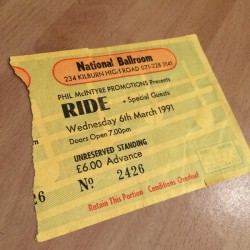 National Ballroom
234 KILBURN HIGH ROAD 071-328 3141
PHIL McINTYRE PROMOTIONS Presents
RIDE + Special Guests
Wednesday 6th March 1991
Doors Open 7.00pm
UNRESERVED STANDING
£6.00 Advance
No 2426
26
Retain This Portion Conditions Overleaf